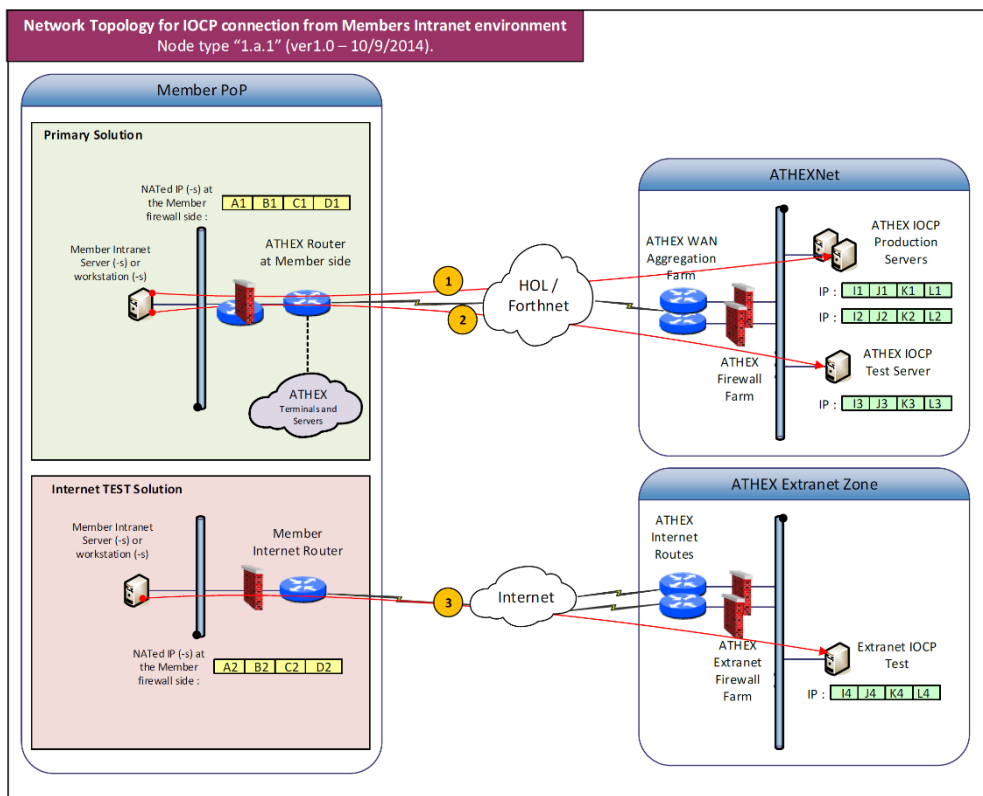 Network Topology for IOCP connection from Members Intranet environment
Node type “1.a.1” (ver1.0 – 10/9/2014).
Member PoP
Primary Solution
NATed IP (-s) at
the Member
firewall side :
A1 B1 C1 D1
Member Intranet
Server (-s) or
workstation (-s)
ATHEX Router
at Member side
ATHEX
Terminals and
Servers
1
2
HOL /
Forthnet
ATHEXNet
ATHEX WAN
Aggregation
Farm
ATHEX
Firewall
Farm
ATHEX IOCP
Production
Servers
IP : I1 J1 K1 L1
IP : I2 J2 K2 L2
ATHEX IOCP
Test Server
IP : I3 J3 K3 L3
Internet TEST Solution
Member Intranet
Server (-s) or
workstation (-s)
Member
Internet Router
NATed IP (-s) at
the Member
firewall side :
A2 B2 C2 D2
3
Internet
ATHEX Extranet Zone
ATHEX
Internet
Routes
ATHEX
Extranet
Firewall
Farm
Extranet IOCP
Test
IP : I4 J4 K4 L4